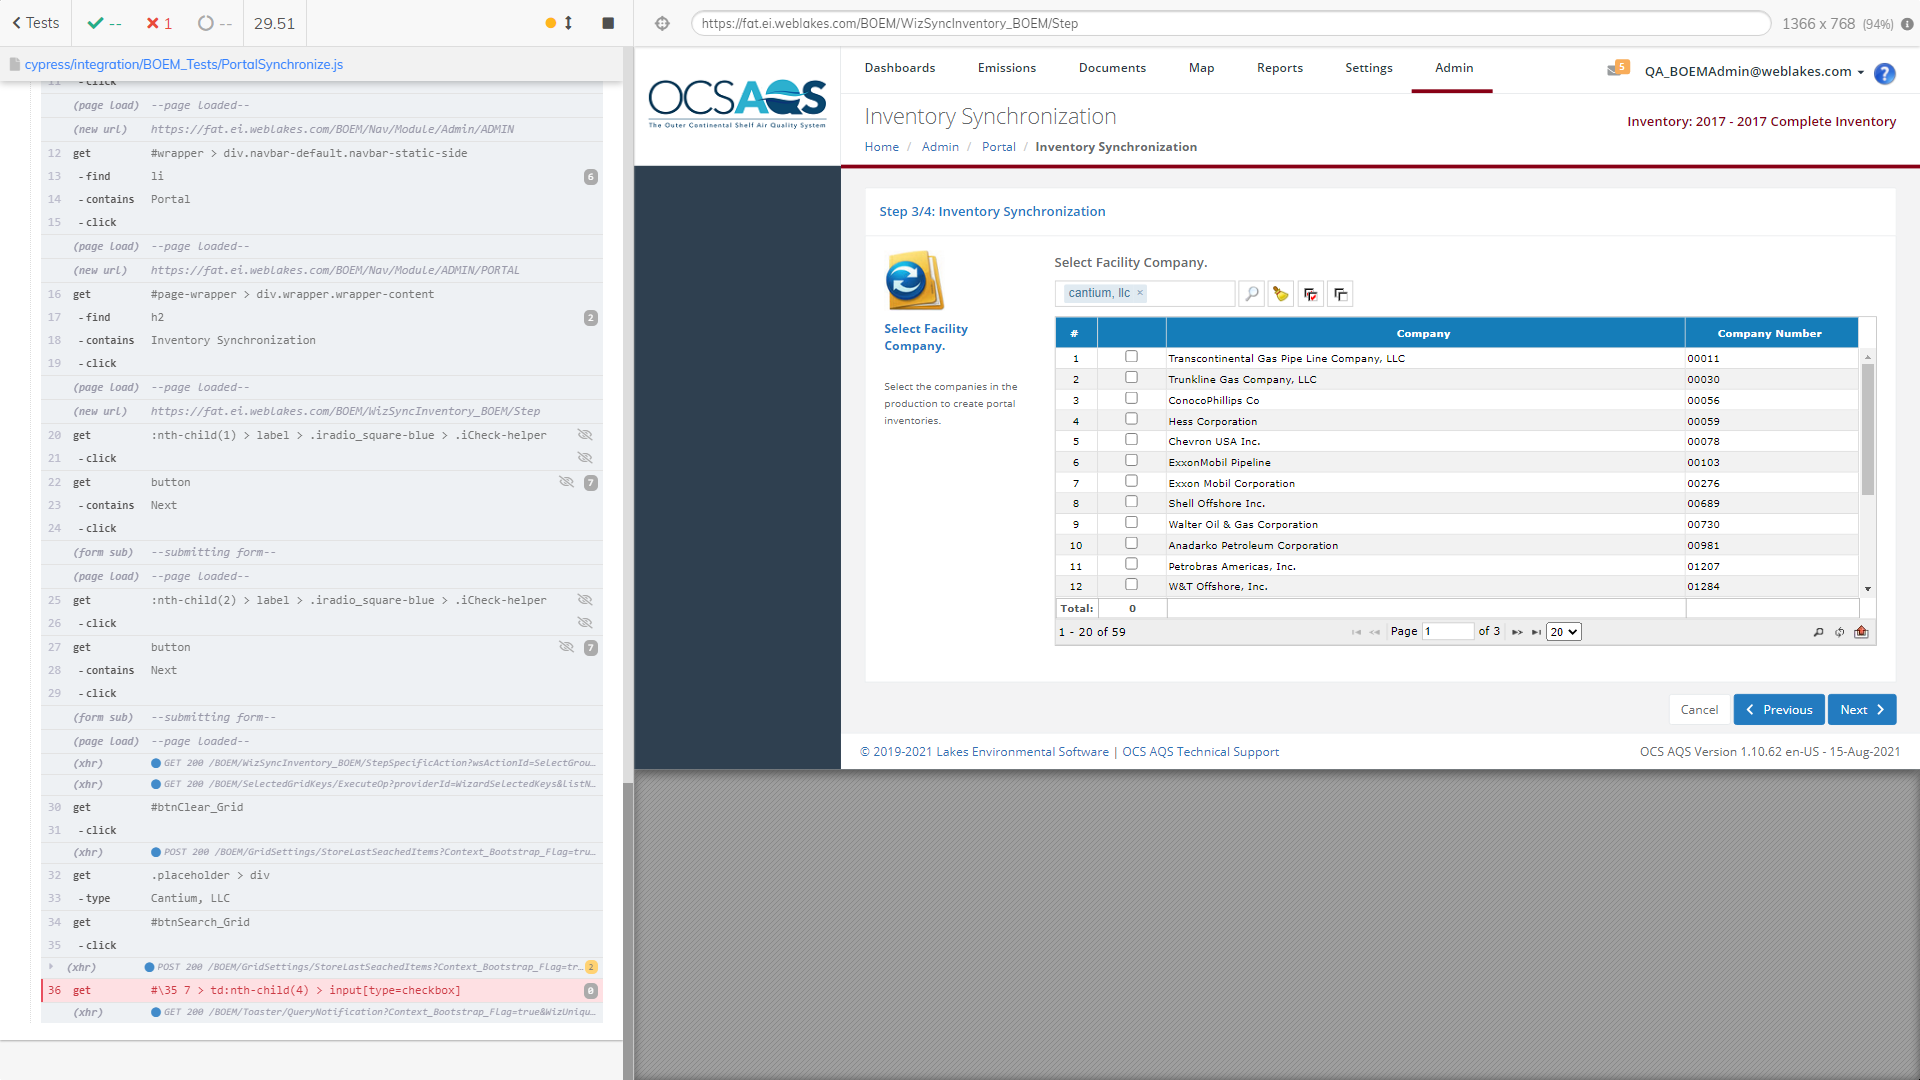 Tests
--
1
--
29.51
https://fat.ei.weblakes.com/BOEM/WizSyncInventory_BOEM/Step
1366 x 768 (94%)
cypress/integration/BOEM_Tests/PortalSynchronize.js
11 -click
(page load) --page loaded--
(new url) https://fat.ei.weblakes.com/BOEM/Nav/Module/Admin/ADMIN
12 get #wrapper > div.navbar-default.navbar-static-side
13 -find li 6
14 -contains Portal
15 -click
(page load) --page loaded--
(new url) https://fat.ei.weblakes.com/BOEM/Nav/Module/ADMIN/PORTAL
16 get #page-wrapper > div.wrapper.wrapper-content
17 -find h2 2
18 -contains Inventory Synchronization
19 -click
(page load) --page loaded--
(new url) https://fat.ei.weblakes.com/BOEM/WizSyncInventory_BOEM/Step
20 get :nth-child(1) > label > .iradio_square-blue > .iCheck-helper
21 -click
22 get button 7
23 -contains Next
24 -click
(form sub) --submitting form--
(page load) --page loaded--
25 get :nth-child(2) > label > .iradio_square-blue > .iCheck-helper
26 -click
27 get button 7
28 -contains Next
29 -click
(form sub) --submitting form--
(page load) --page loaded--
(xhr) GET 200 /BOEM/WizSyncInventory_BOEM/StepSpecificAction?wsActionId=SelectGrou...
(xhr) GET 200 /BOEM/SelectedGridKeys/ExecuteOp?providerId=WizardSelectedKeys&listN...
30 get #btnClear_Grid
31 -click
(xhr) POST 200 /BOEM/GridSettings/StoreLastSeachedItems?Context_Bootstrap_Flag=tru...
32 get .placeholder > div
33 -type Cantium, LLC
34 get #btnSearch_Grid
35 -click
(xhr) POST 200 /BOEM/GridSettings/StoreLastSeachedItems?Context_Bootstrap_Flag=tr... 2
36 get #\35 7 > td:nth-child(4) > input[type=checkbox] 0
(xhr) GET 200 /BOEM/Toaster/QueryNotification?Context_Bootstrap_Flag=true&WizUniqu...
OCSAQS
The Outer Continental Shelf Air Quality System
Dashboards Emissions Documents Map Reports Settings Admin
5 QA_BOEMAdmin@weblakes.com ?
Inventory Synchronization
Inventory: 2017 - 2017 Complete Inventory
Home / Admin / Portal / Inventory Synchronization
Step 3/4: Inventory Synchronization
Select Facility Company.
Select the companies in the production to create portal inventories.
Select Facility Company.
cantium, llc ×
# Company Company Number
1 Transcontinental Gas Pipe Line Company, LLC 00011
2 Trunkline Gas Company, LLC 00030
3 ConocoPhillips Co 00056
4 Hess Corporation 00059
5 Chevron USA Inc. 00078
6 ExxonMobil Pipeline 00103
7 Exxon Mobil Corporation 00276
8 Shell Offshore Inc. 00689
9 Walter Oil & Gas Corporation 00730
10 Anadarko Petroleum Corporation 00981
11 Petrobras Americas, Inc. 01207
12 W&T Offshore, Inc. 01284
Total: 0
1 - 20 of 59 Page 1 of 3 20
Cancel Previous Next
© 2019-2021 Lakes Environmental Software | OCS AQS Technical Support
OCS AQS Version 1.10.62 en-US - 15-Aug-2021